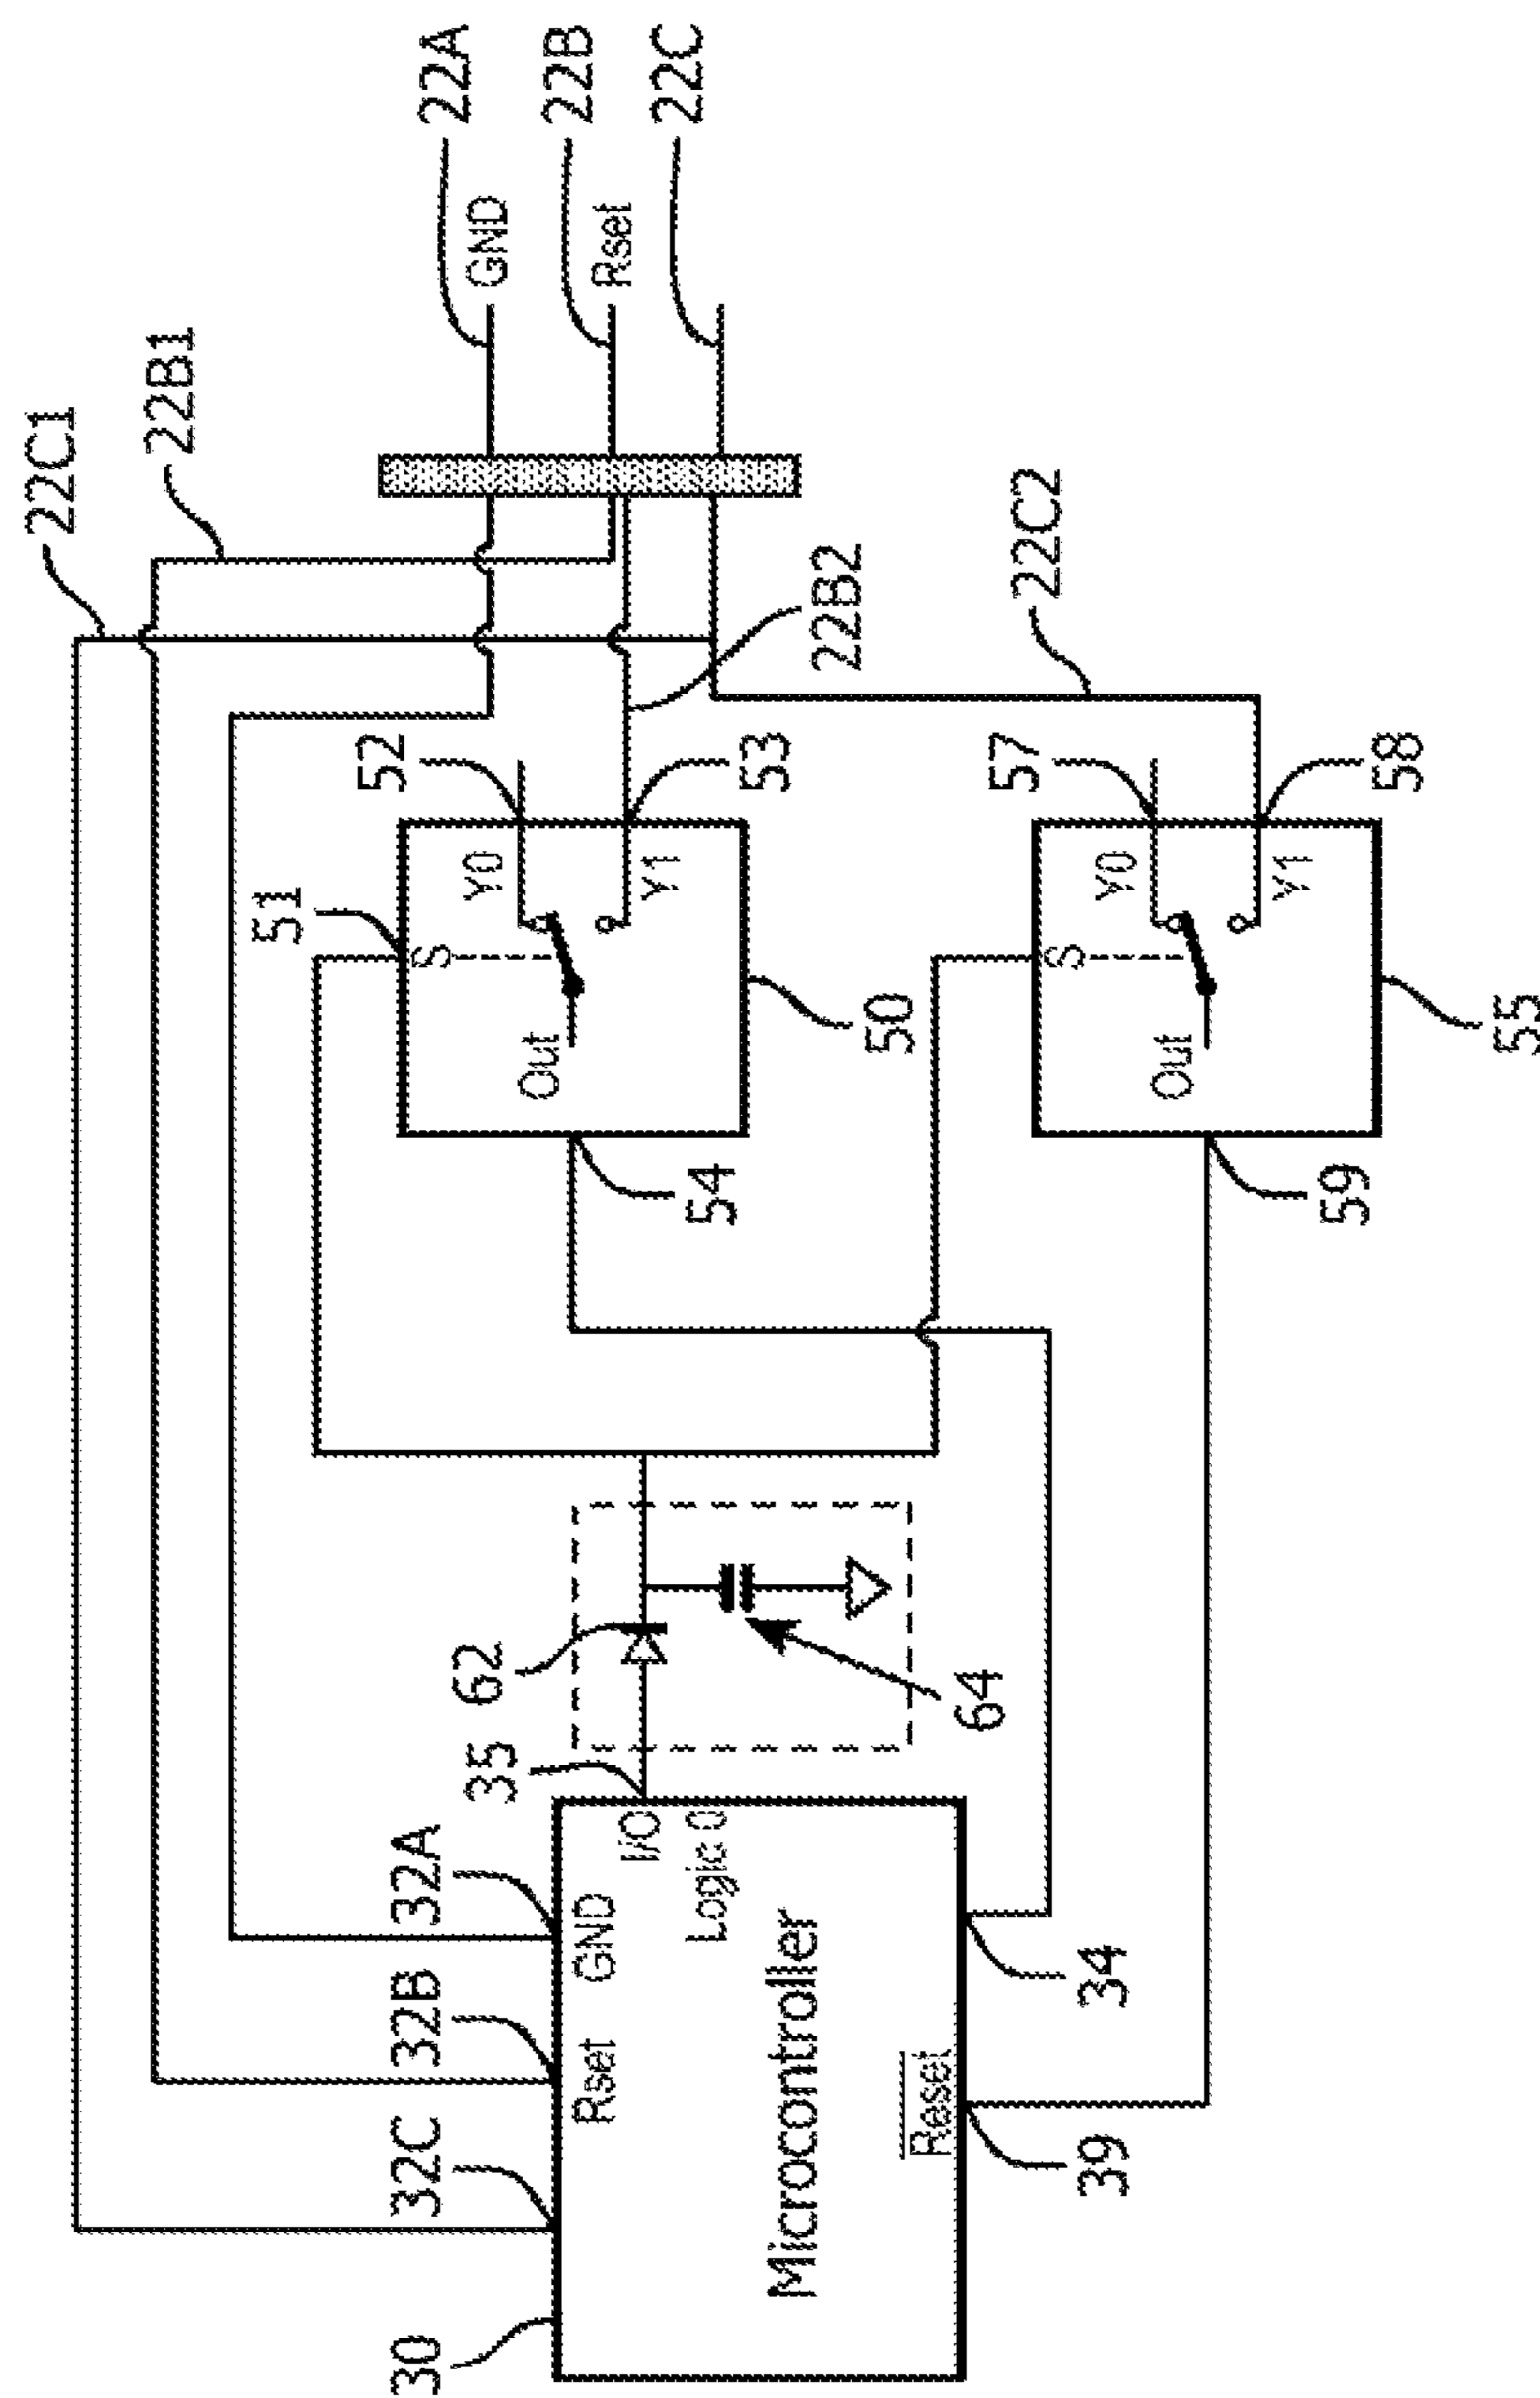 22C1
22B1
22A
GND
22B
Rset
22C
22B2
22C2
51
52
53
S
Y0
Y1
Out
54
50
57
58
S
Y0
Y1
Out
59
55
62
64
35
32A
32B
32C
30
GND
Rset
I/O
Logic 0
Microcontroller
Reset
34
39